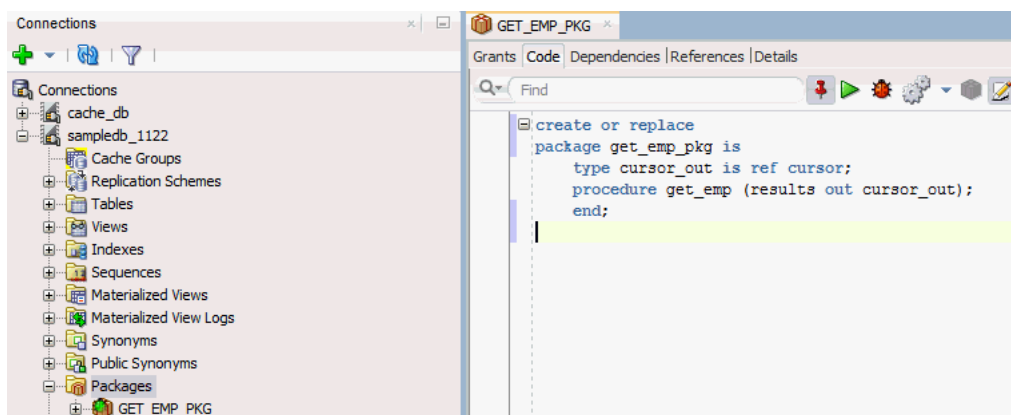 Connections
Connections
cache_db
sampledb_1122
Cache Groups
Replication Schemes
Tables
Views
Indexes
Sequences
Materialized Views
Materialized View Logs
Synonyms
Public Synonyms
Packages
GET_EMP_PKG
GET_EMP_PKG
Grants Code Dependencies References Details
Find
create or replace
package get_emp_pkg is
type cursor_out is ref cursor;
procedure get_emp (results out cursor_out);
end;